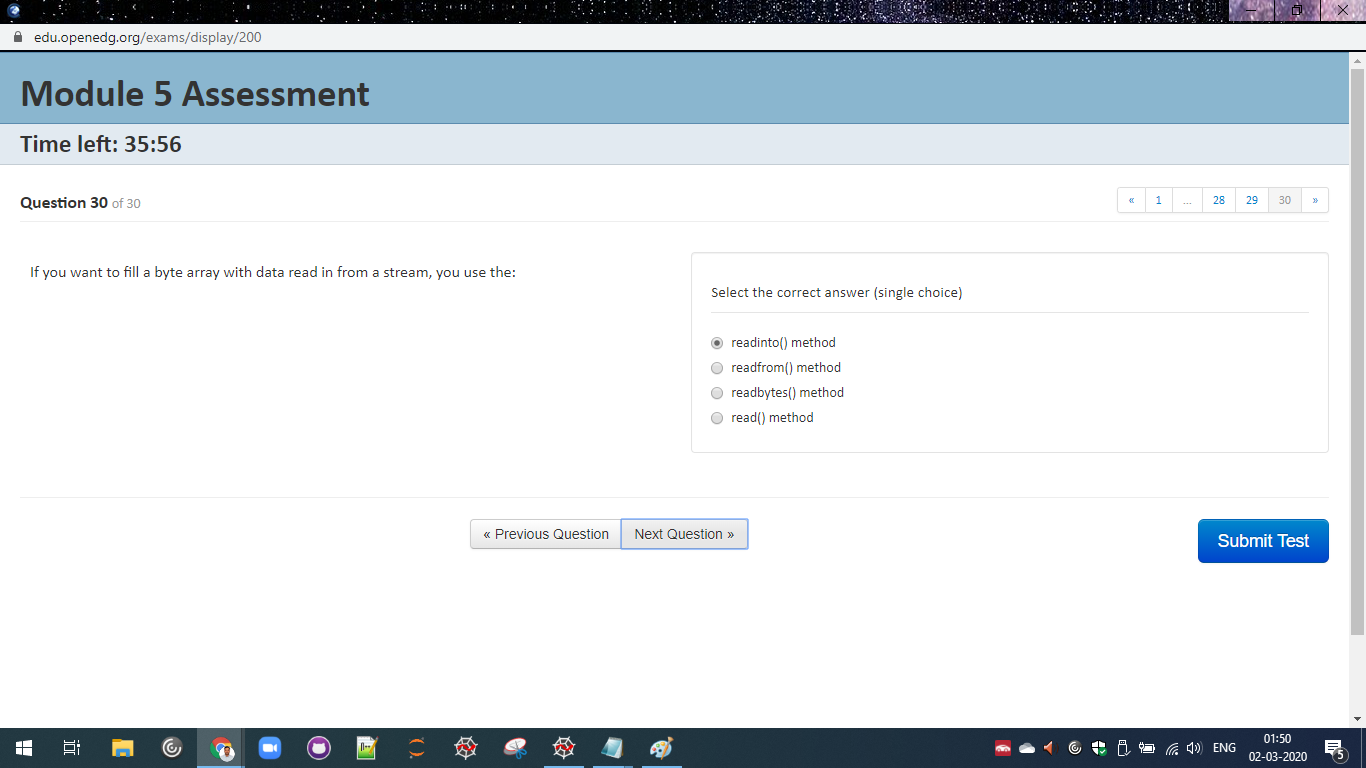 edu.openedg.org/exams/display/200
Module 5 Assessment
Time left: 35:56
Question 30 of 30
« 1 ... 28 29 30 »
If you want to fill a byte array with data read in from a stream, you use the:
Select the correct answer (single choice)
readinto() method
readfrom() method
readbytes() method
read() method
« Previous Question Next Question »
Submit Test
ENG
01:50
02-03-2020
5